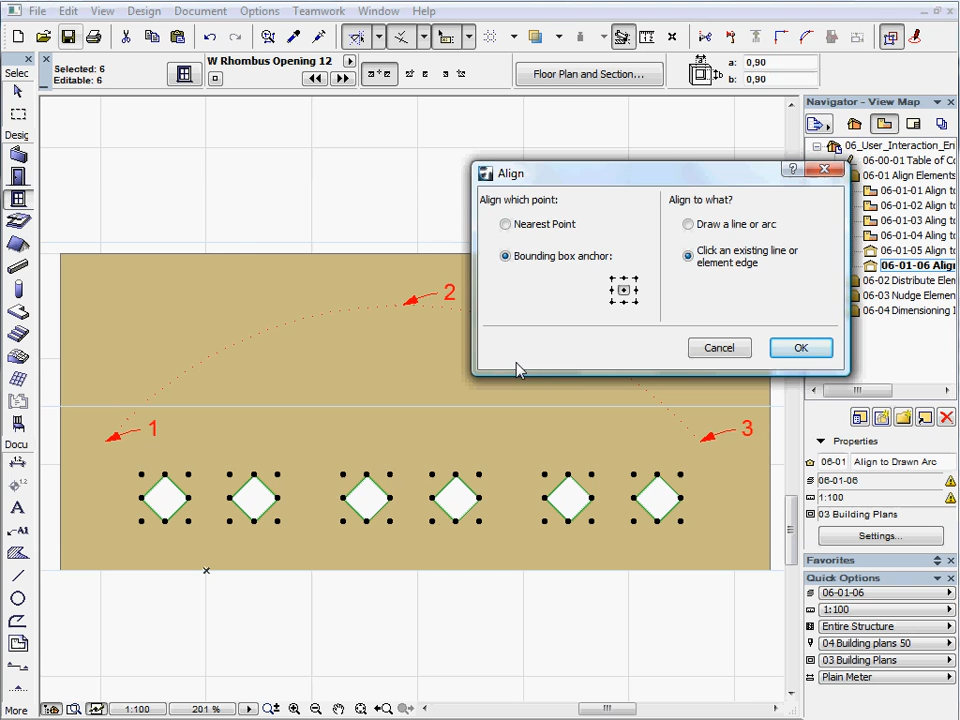 File Edit View Design Document Options Teamwork Window Help
Selec
Selected: 6
Editable: 6
W Rhombus Opening 12
Floor Plan and Section...
a: 0,90
b: 0,90
Desig
Navigator - View Map
06_User_Interaction_En
06-00-01 Table of Co
06-01 Align Elements
06-01-01 Align to
06-01-02 Align to
06-01-03 Aling to
06-01-04 Aling to
06-01-05 Align to
06-01-06 Align
06-02 Distribute Elem
06-03 Nudge Elemen
06-04 Dimensioning I
Align
Align which point:
Nearest Point
Bounding box anchor:
Align to what?
Draw a line or arc
Click an existing line or
element edge
Cancel
OK
1
2
3
Docu
A
A1
More
Properties
06-01 Align to Drawn Arc
06-01-06
1:100
03 Building Plans
Settings...
Favorites
Quick Options
06-01-06
1:100
Entire Structure
04 Building plans 50
03 Building Plans
Plain Meter
1:100
201 %